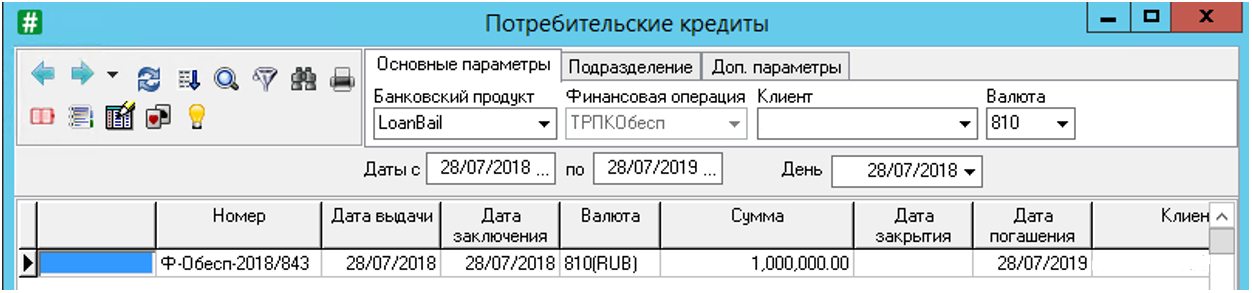 Потребительские кредиты
Основные параметры Подразделение Доп. параметры
Банковский продукт Финансовая операция Клиент Валюта
LoanBail ТРПКОбесп 810
Даты с 28/07/2018 ... по 28/07/2019 ... День 28/07/2018
Номер Дата выдачи Дата заключения Валюта Сумма Дата закрытия Дата погашения Клиен
Ф-Обесп-2018/843 28/07/2018 28/07/2018 810(RUB) 1,000,000.00 28/07/2019